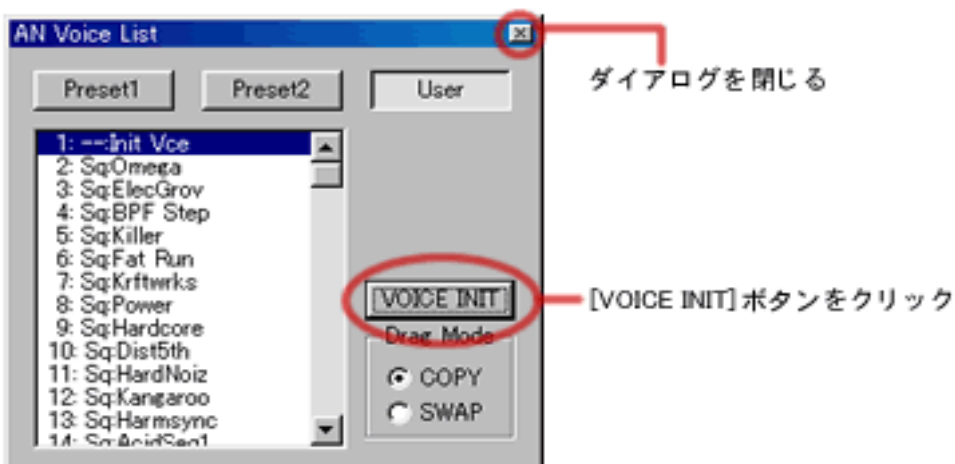 AN Voice List
ダイアログを閉じる
Preset1 Preset2 User
1: --:Init Vce
2: Sq:Omega
3: Sq:ElecGrov
4: Sq:BPF Step
5: Sq:Killer
6: Sq:Fat Run
7: Sq:Krftwrks
8: Sq:Power
9: Sq:Hardcore
10: Sq:Dist5th
11: Sq:HardNoiz
12: Sq:Kangaroo
13: Sq:Harmsync
14: Sq:AcidSeq1
VOICE INIT
[VOICE INIT]ボタンをクリック
Drag Mode
COPY
SWAP